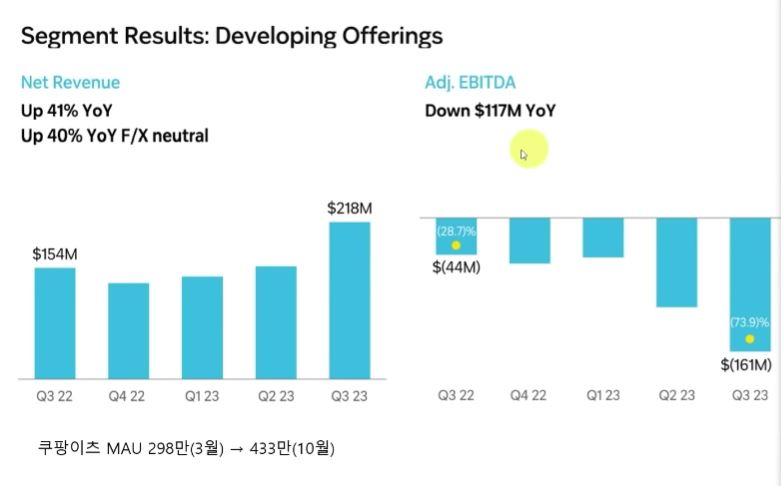 Segment Results: Developing Offerings
Net Revenue
Up 41% YoY
Up 40% YoY F/X neutral
$154M
$218M
Q3 22
Q4 22
Q1 23
Q2 23
Q3 23
Adj. EBITDA
Down $117M YoY
(28.7)%
$(44M)
(73.9)%
$(161M)
Q3 22
Q4 22
Q1 23
Q2 23
Q3 23
쿠팡이츠 MAU 298만(3월) → 433만(10월)